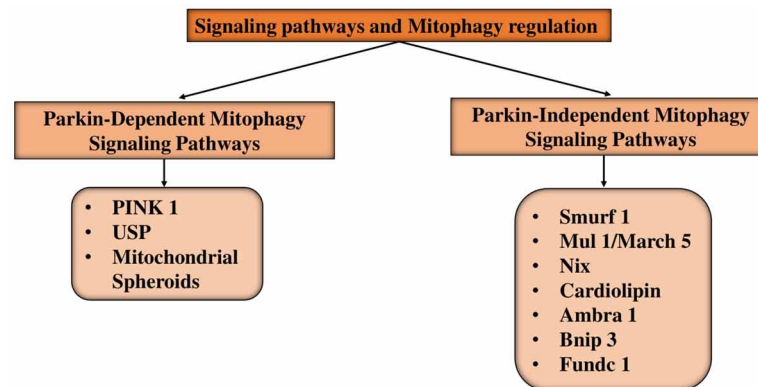 Signaling pathways and Mitophagy regulation
Parkin-Dependent Mitophagy
Signaling Pathways
Parkin-Independent Mitophagy
Signaling Pathways
• PINK 1
• USP
• Mitochondrial
Spheroids
• Smurf 1
• Mul 1/March 5
• Nix
• Cardiolipin
• Ambra 1
• Bnip 3
• Fundc 1